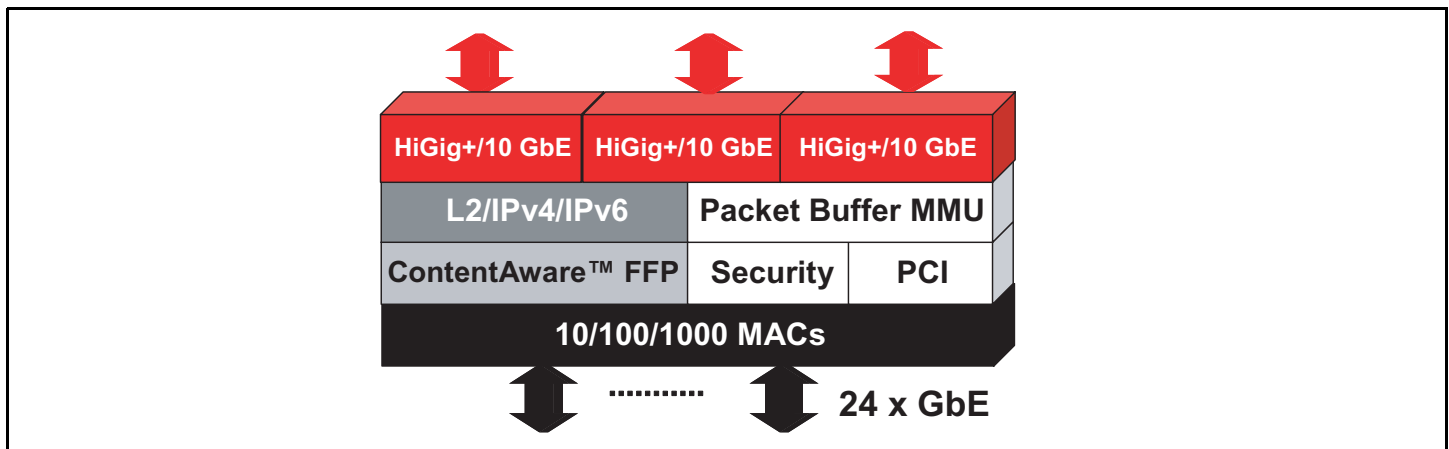 HiGig+/10 GbE HiGig+/10 GbE HiGig+/10 GbE
L2/IPv4/IPv6 Packet Buffer MMU
ContentAware™ FFP Security PCI
10/100/1000 MACs
24 x GbE